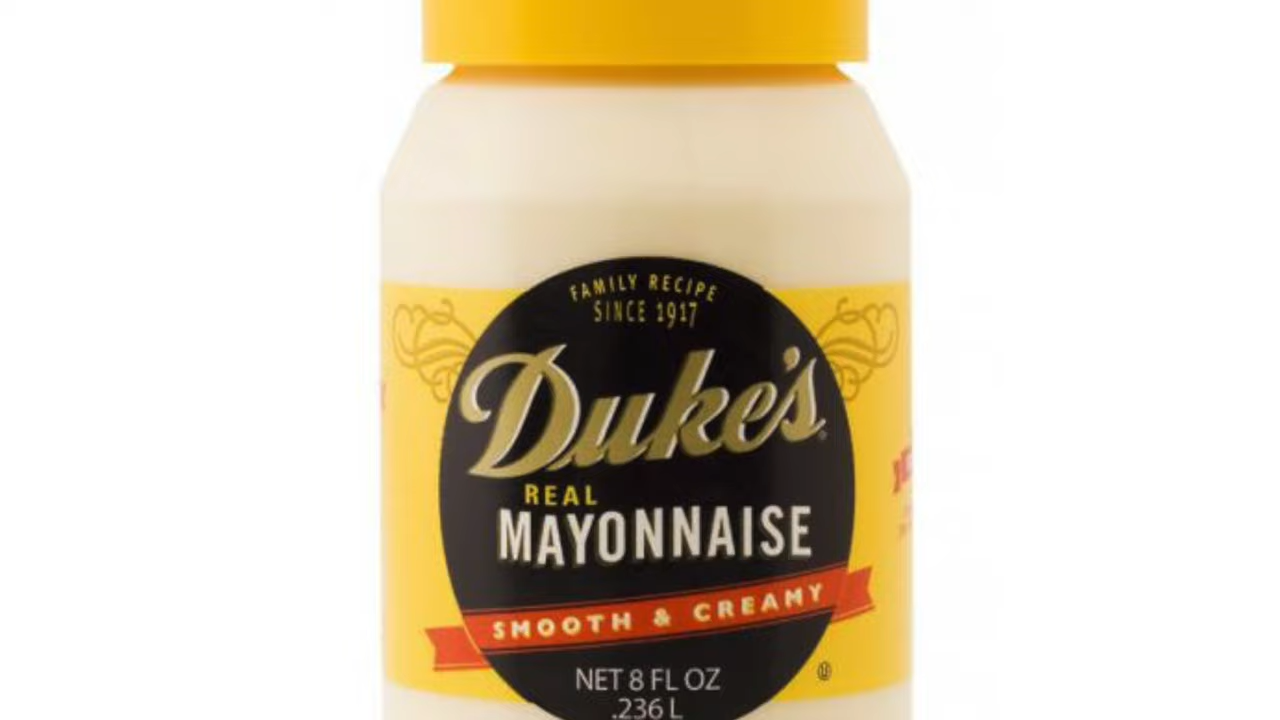 FAMILY RECIPE
SINCE 1917
Duke's
REAL
MAYONNAISE
SMOOTH & CREAMY
NET 8 FL OZ
.236 L